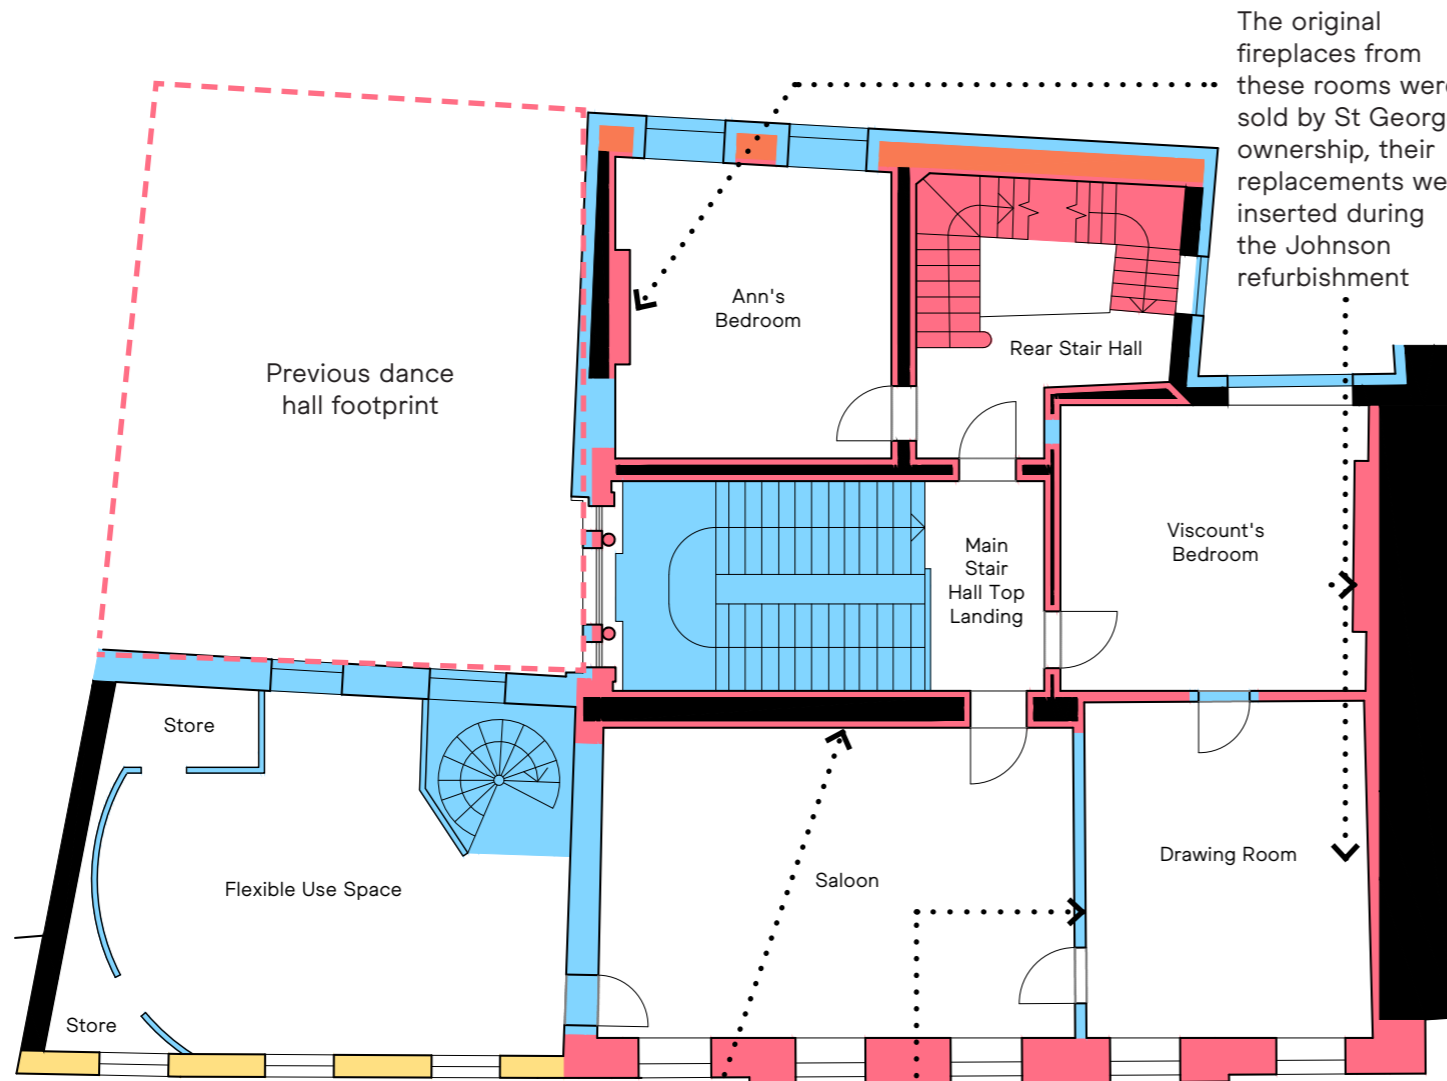 The original
fireplaces from
these rooms were
sold by St Georg
ownership, their
replacements we
inserted during
the Johnson
refurbishment
Previous dance
hall footprint
Ann's
Bedroom
Rear Stair Hall
Main
Stair
Hall Top
Landing
Viscount's
Bedroom
Store
Flexible Use Space
Saloon
Drawing Room
Store